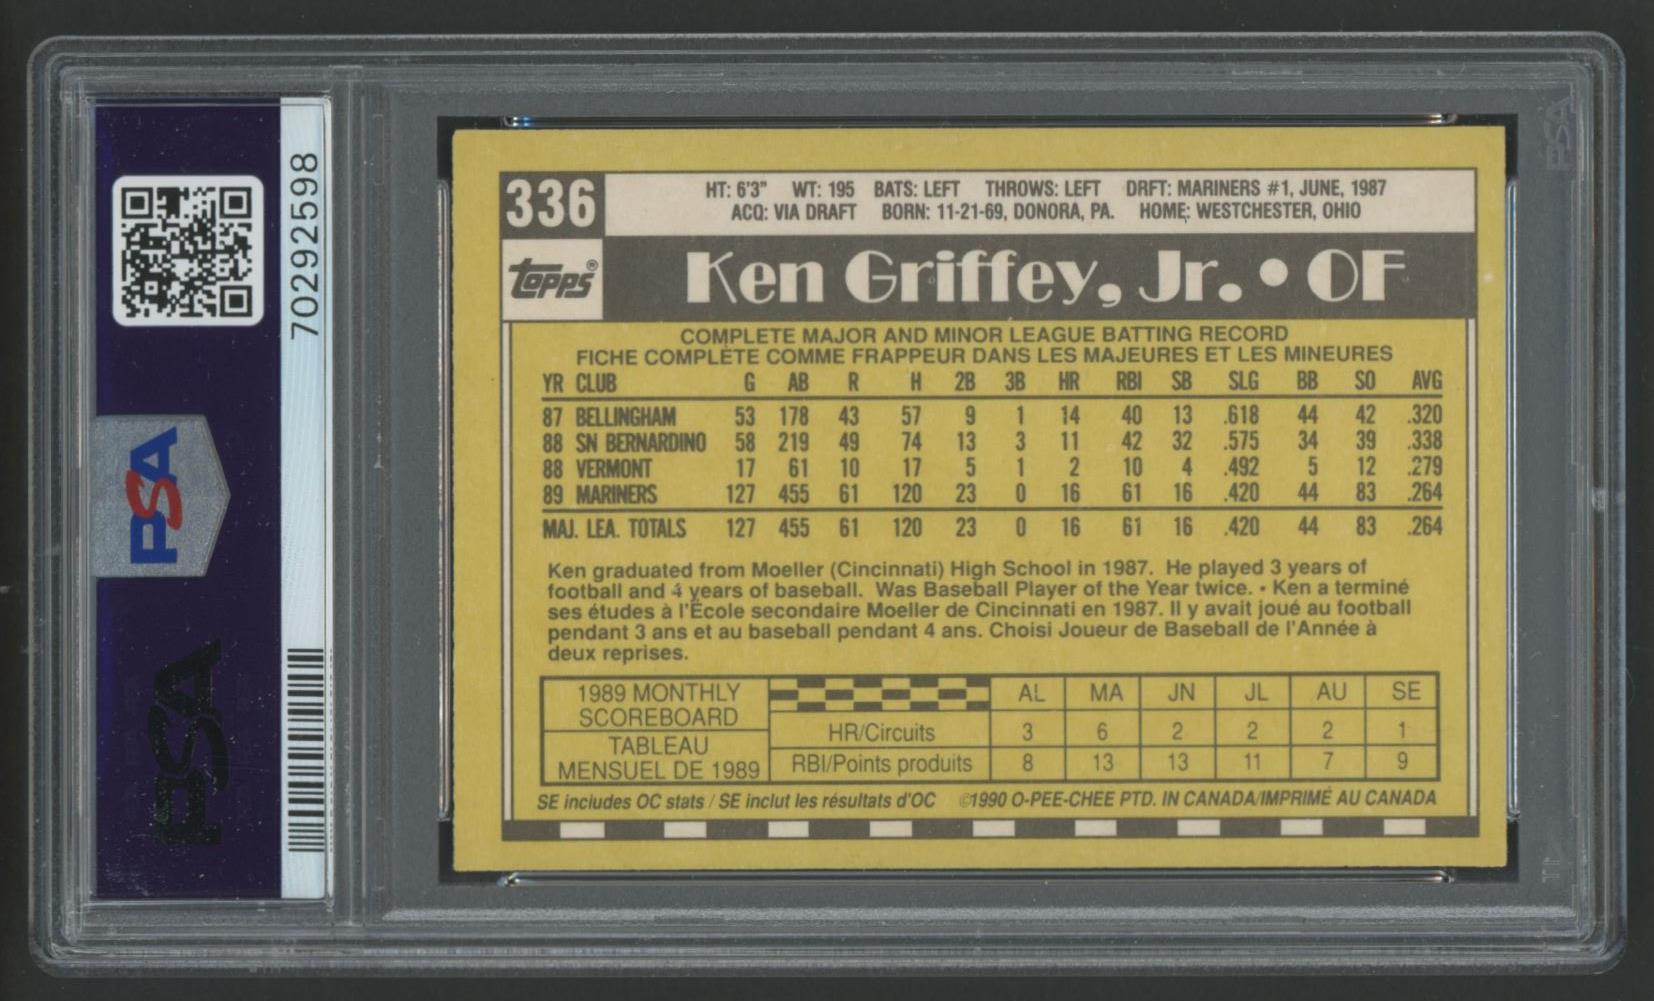 336
HT: 6'3" WT: 195 BATS: LEFT THROWS: LEFT DRFT: MARINERS #1, JUNE, 1987
ACQ: VIA DRAFT BORN: 11-21-69, DONORA, PA. HOME: WESTCHESTER, OHIO
TOPPS®
Ken Griffey, Jr. • OF
COMPLETE MAJOR AND MINOR LEAGUE BATTING RECORD
FICHE COMPLÈTE COMME FRAPPEUR DANS LES MAJEURES ET LES MINEURES
YR CLUB G AB R H 2B 3B HR RBI SB SLG BB SO AVG
87 BELLINGHAM 53 178 43 57 9 1 14 40 13 .618 44 42 .320
88 SN BERNARDINO 58 219 49 74 13 3 11 42 32 .575 34 39 .338
88 VERMONT 17 61 10 17 5 1 2 10 4 .492 5 12 .279
89 MARINERS 127 455 61 120 23 0 16 61 16 .420 44 83 .264
MAJ. LEA. TOTALS 127 455 61 120 23 0 16 61 16 .420 44 83 .264
Ken graduated from Moeller (Cincinnati) High School in 1987. He played 3 years of
football and 4 years of baseball. Was Baseball Player of the Year twice. • Ken a terminé
ses études à l'École secondaire Moeller de Cincinnati en 1987. Il y avait joué au football
pendant 3 ans et au baseball pendant 4 ans. Choisi Joueur de Baseball de l'Année à
deux reprises.
1989 MONTHLY
SCOREBOARD
TABLEAU
MENSUEL DE 1989
AL MA JN JL AU SE
HR/Circuits 3 6 2 2 2 1
RBI/Points produits 8 13 13 11 7 9
SE includes OC stats / SE inclut les résultats d'OC ©1990 O-PEE-CHEE PTD. IN CANADA/IMPRIMÉ AU CANADA
70292598
PSA
PSA
PSA